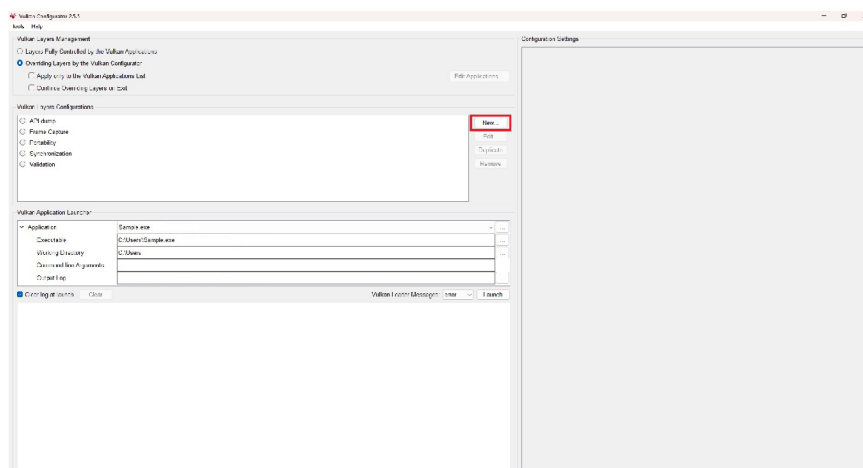 Vulkan Configurator 2.5.1
Tools Help
Vulkan Layers Management
Layers Fully Controlled by the Vulkan Applications
Overriding Layers by the Vulkan Configurator
Apply only to the Vulkan Applications List
Edit Applications...
Continue Overriding Layers on Exit
Vulkan Layers Configurations
API dump
Frame Capture
Portability
Synchronization
Validation
New...
Edit...
Duplicate
Remove
Vulkan Application Launcher
Application Sample.exe ...
Executable C:\Users\Sample.exe ...
Working Directory C:\Users ...
Command-line Arguments
Output Log
Clear log at launch Clear
Vulkan Loader Messages: error Launch
Configuration Settings